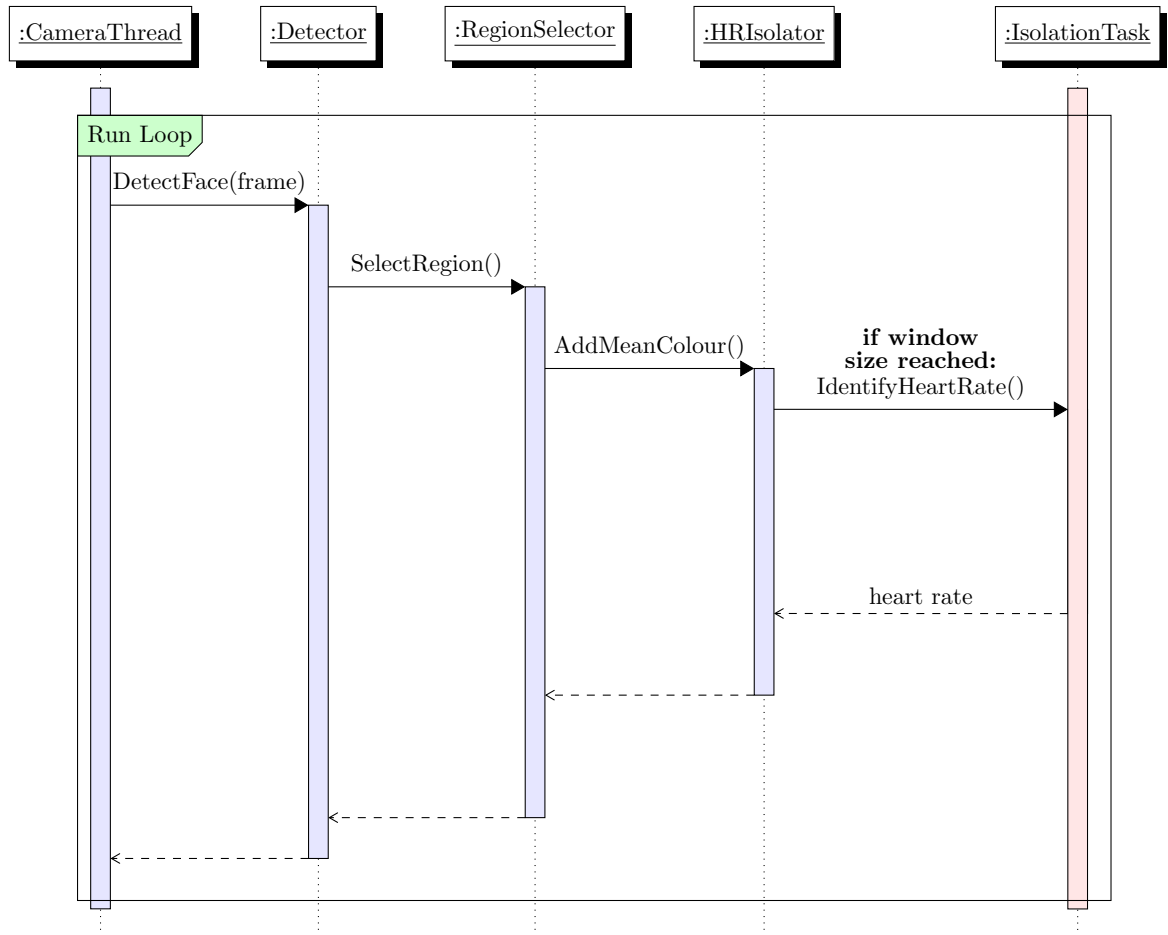 :CameraThread
:Detector
:RegionSelector
:HRIsolator
:IsolationTask
Run Loop
DetectFace(frame)
SelectRegion()
AddMeanColour()
if window
size reached:
IdentifyHeartRate()
heart rate